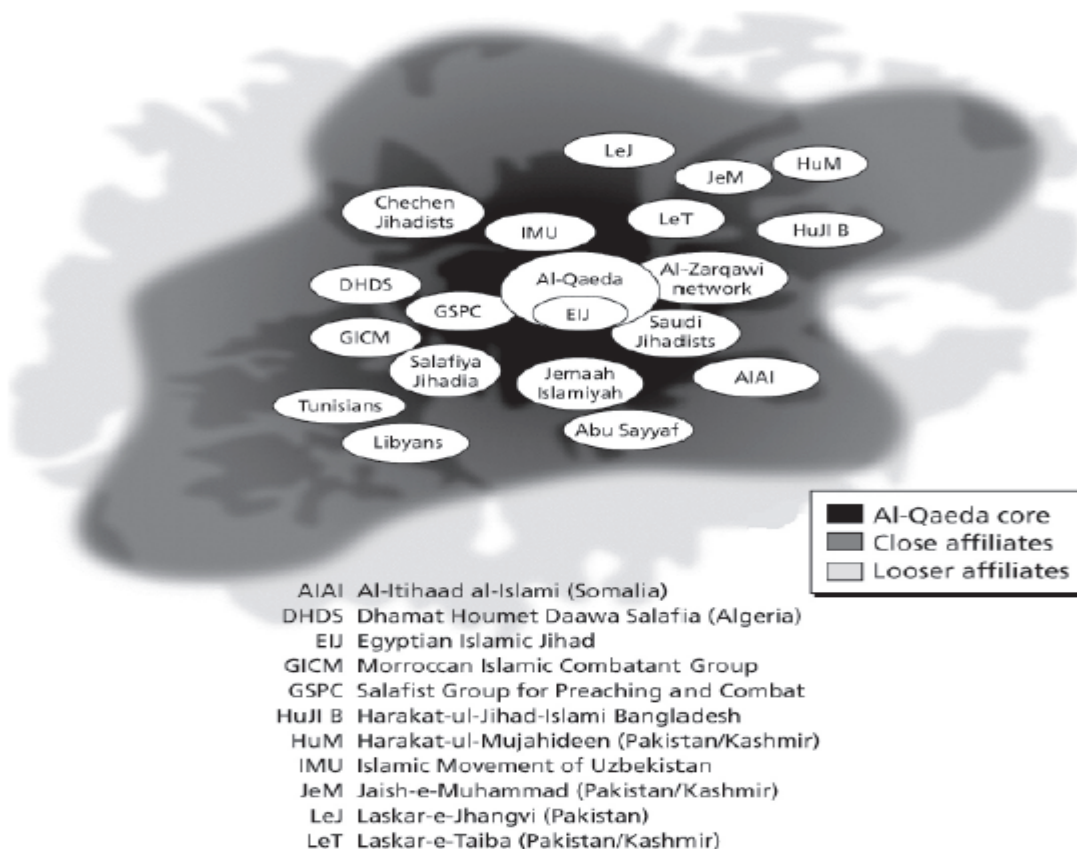 LeJ
HuM
JeM
Chechen
Jihadists
LeT
IMU
HuJI B
Al-Qaeda
Al-Zarqawi
network
DHDS
GSPC
EIJ
Saudi
Jihadists
GICM
Salafiya
Jihadia
Jemaah
Islamiyah
AIAI
Tunisians
Abu Sayyaf
Libyans
Al-Qaeda core
Close affiliates
Looser affiliates
AIAI Al-Itihaad al-Islami (Somalia)
DHDS Dhamat Houmet Daawa Salafia (Algeria)
EIJ Egyptian Islamic Jihad
GICM Morroccan Islamic Combatant Group
GSPC Salafist Group for Preaching and Combat
HuJI B Harakat-ul-Jihad-Islami Bangladesh
HuM Harakat-ul-Mujahideen (Pakistan/Kashmir)
IMU Islamic Movement of Uzbekistan
JeM Jaish-e-Muhammad (Pakistan/Kashmir)
LeJ Laskar-e-Jhangvi (Pakistan)
LeT Laskar-e-Taiba (Pakistan/Kashmir)